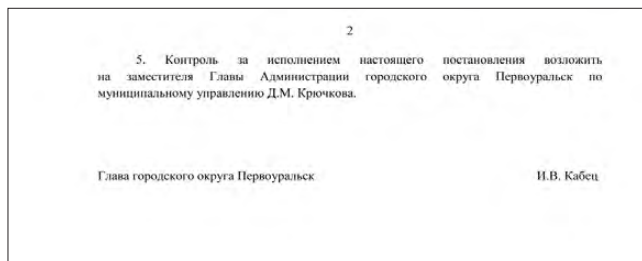 2
5. Контроль за исполнением настоящего постановления возложить
на заместителя Главы Администрации городского округа Первоуральск по
муниципальному управлению Д.М. Крючкова.
Глава городского округа Первоуральск И.В. Кабец